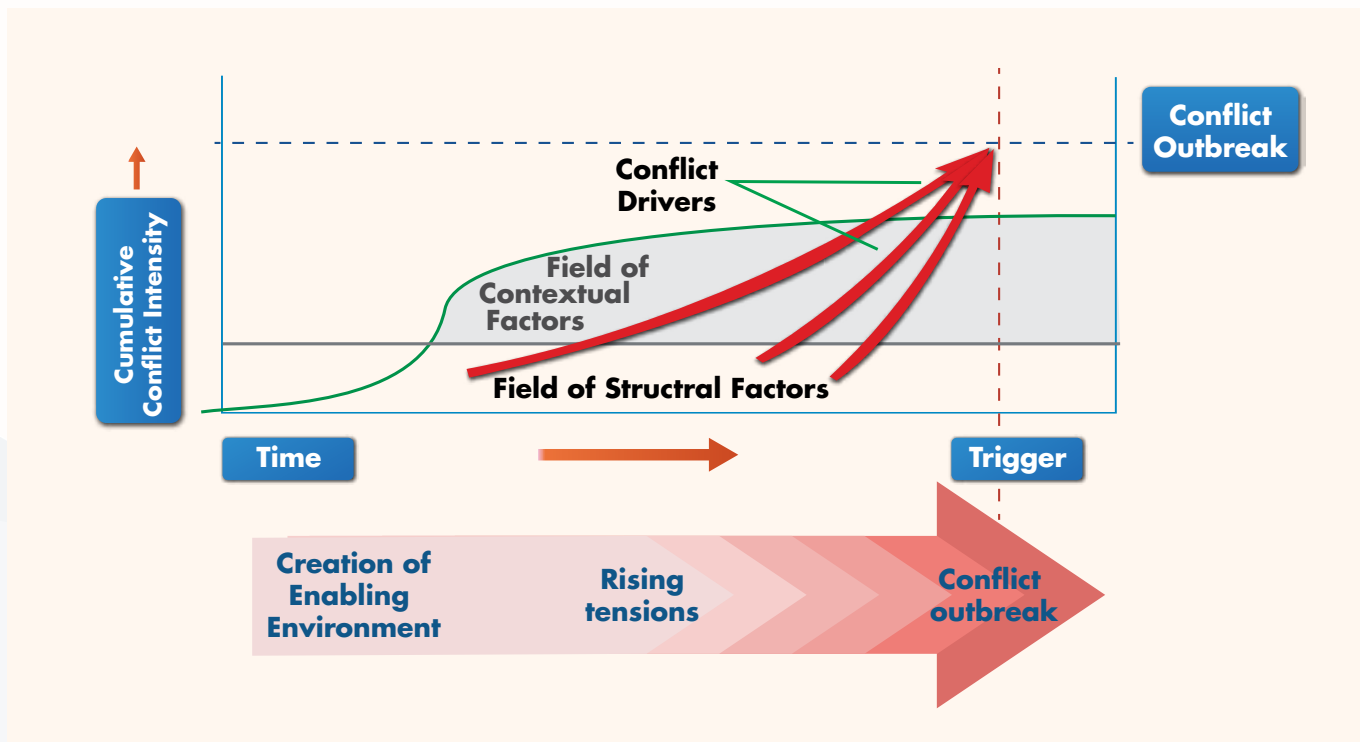 Conflict
Outbreak
Conflict
Drivers
Cumulative
Conflict Intensity
Field of
Contextual
Factors
Field of Structral Factors
Time
Trigger
Creation of
Enabling
Environment
Rising
tensions
Conflict
outbreak